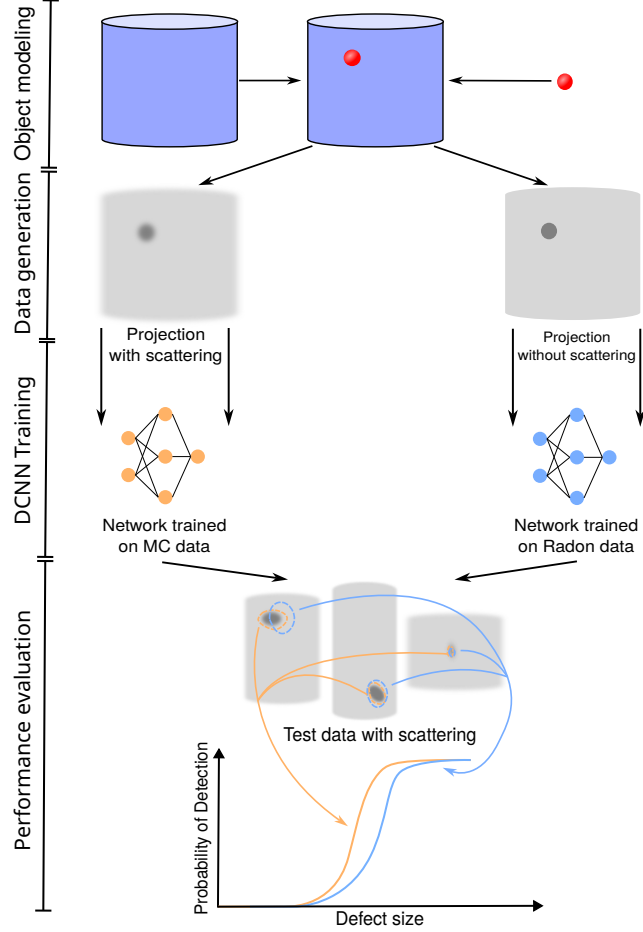 Object modeling
Data generation
Projection
with scattering
Projection
without scattering
DCNN Training
Network trained
on MC data
Network trained
on Radon data
Performance evaluation
Test data with scattering
Probability of Detection
Defect size